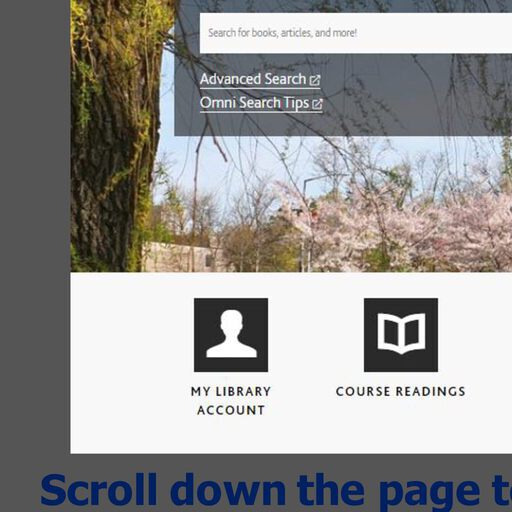 Search for books, articles, and more!
Advanced Search
Omni Search Tips
MY LIBRARY
ACCOUNT
COURSE READINGS
Scroll down the page